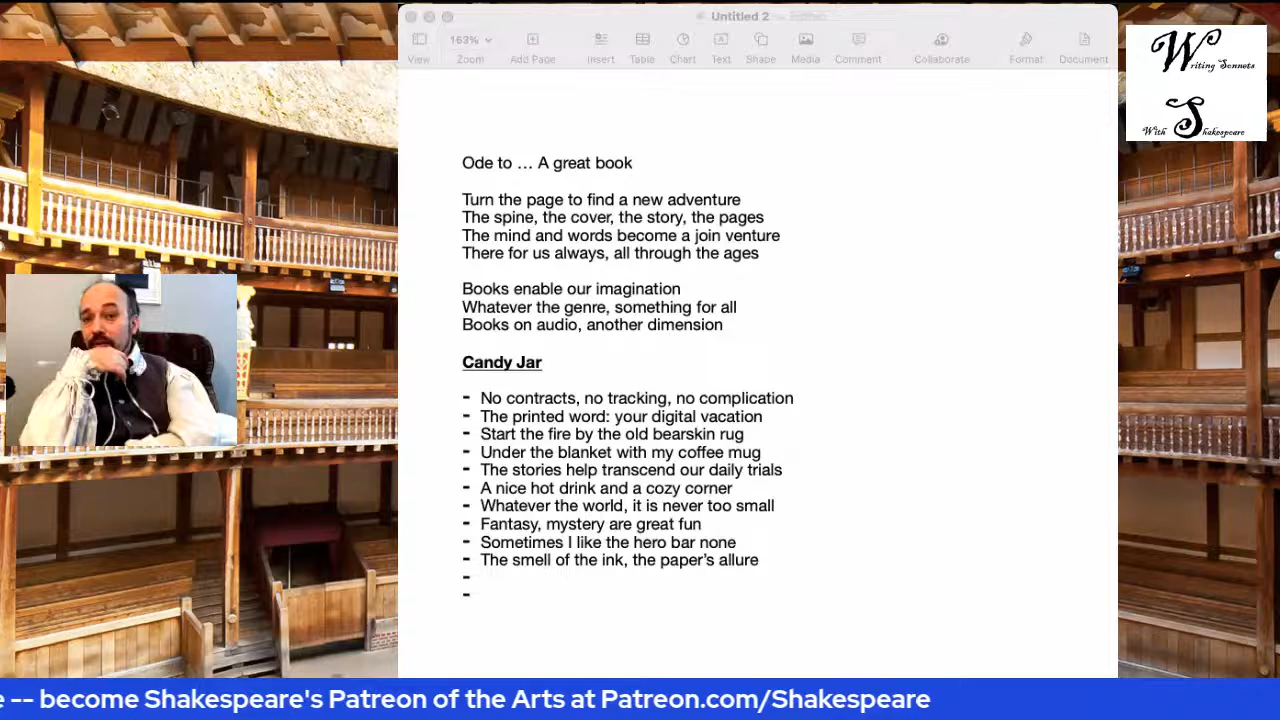 Untitled 2
163%
View
Zoom
Add Page
Insert
Table
Chart
Text
Shape
Media
Comment
Collaborate
Format
Document
Writing Sonnets
With Shakespeare
Ode to … A great book
Turn the page to find a new adventure
The spine, the cover, the story, the pages
The mind and words become a join venture
There for us always, all through the ages
Books enable our imagination
Whatever the genre, something for all
Books on audio, another dimension
Candy Jar
- No contracts, no tracking, no complication
- The printed word: your digital vacation
- Start the fire by the old bearskin rug
- Under the blanket with my coffee mug
- The stories help transcend our daily trials
- A nice hot drink and a cozy corner
- Whatever the world, it is never too small
- Fantasy, mystery are great fun
- Sometimes I like the hero bar none
- The smell of the ink, the paper's allure
-
-
e -- become Shakespeare's Patreon of the Arts at Patreon.com/Shakespeare